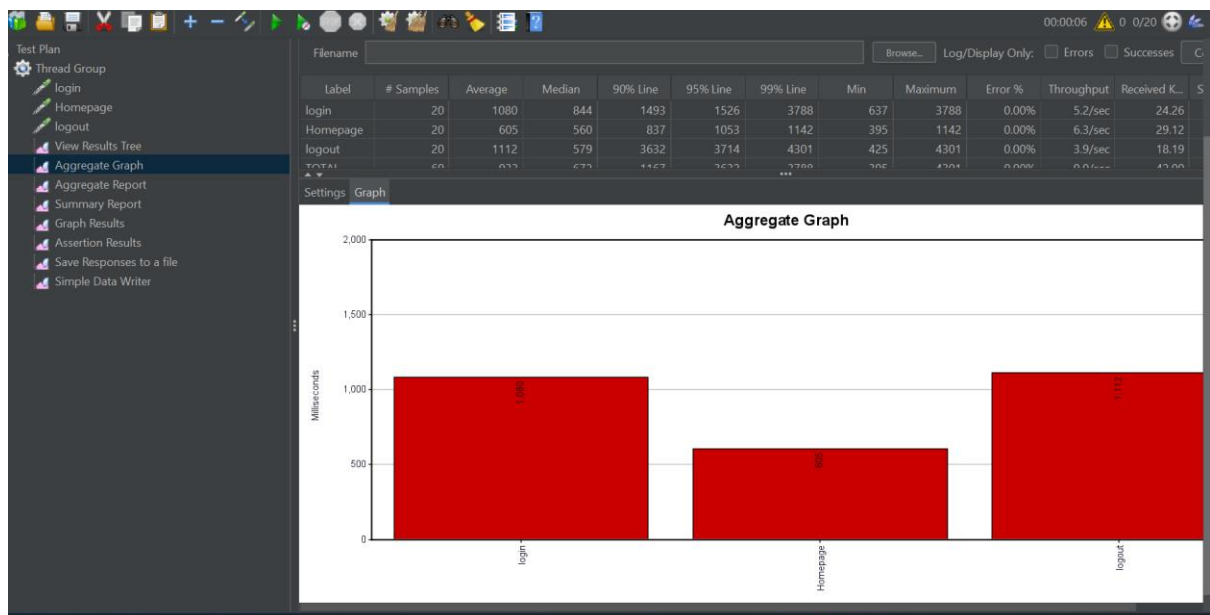 00:00:06 0 0/20
Test Plan
Thread Group
login
Homepage
logout
View Results Tree
Aggregate Graph
Aggregate Report
Summary Report
Graph Results
Assertion Results
Save Responses to a file
Simple Data Writer
Filename Browse... Log/Display Only: Errors Successes
Label # Samples Average Median 90% Line 95% Line 99% Line Min Maximum Error % Throughput Received K...
login 20 1080 844 1493 1526 3788 637 3788 0.00% 5.2/sec 24.26
Homepage 20 605 560 837 1053 1142 395 1142 0.00% 6.3/sec 29.12
logout 20 1112 579 3632 3714 4301 425 4301 0.00% 3.9/sec 18.19
TOTAL
Settings Graph
Aggregate Graph
2,000
1,500
1,000
500
0
Milliseconds
1,080
605
1,112
login
Homepage
logout